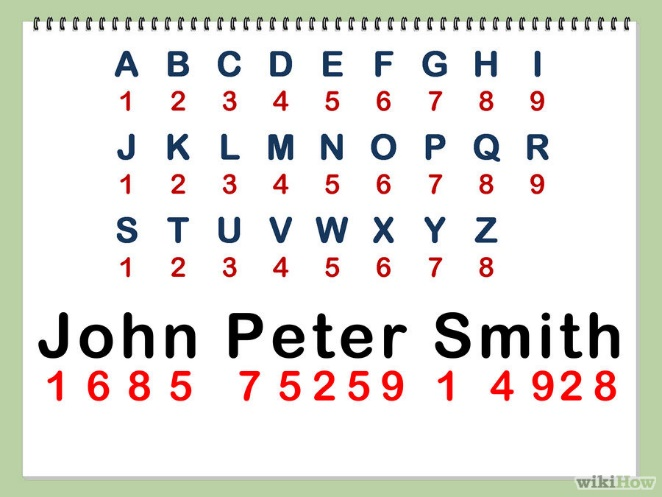 A B C D E F G H I
1 2 3 4 5 6 7 8 9
J K L M N O P Q R
1 2 3 4 5 6 7 8 9
S T U V W X Y Z
1 2 3 4 5 6 7 8
John Peter Smith
1 6 8 5 7 5 2 5 9 1 4 9 2 8
wikiHow